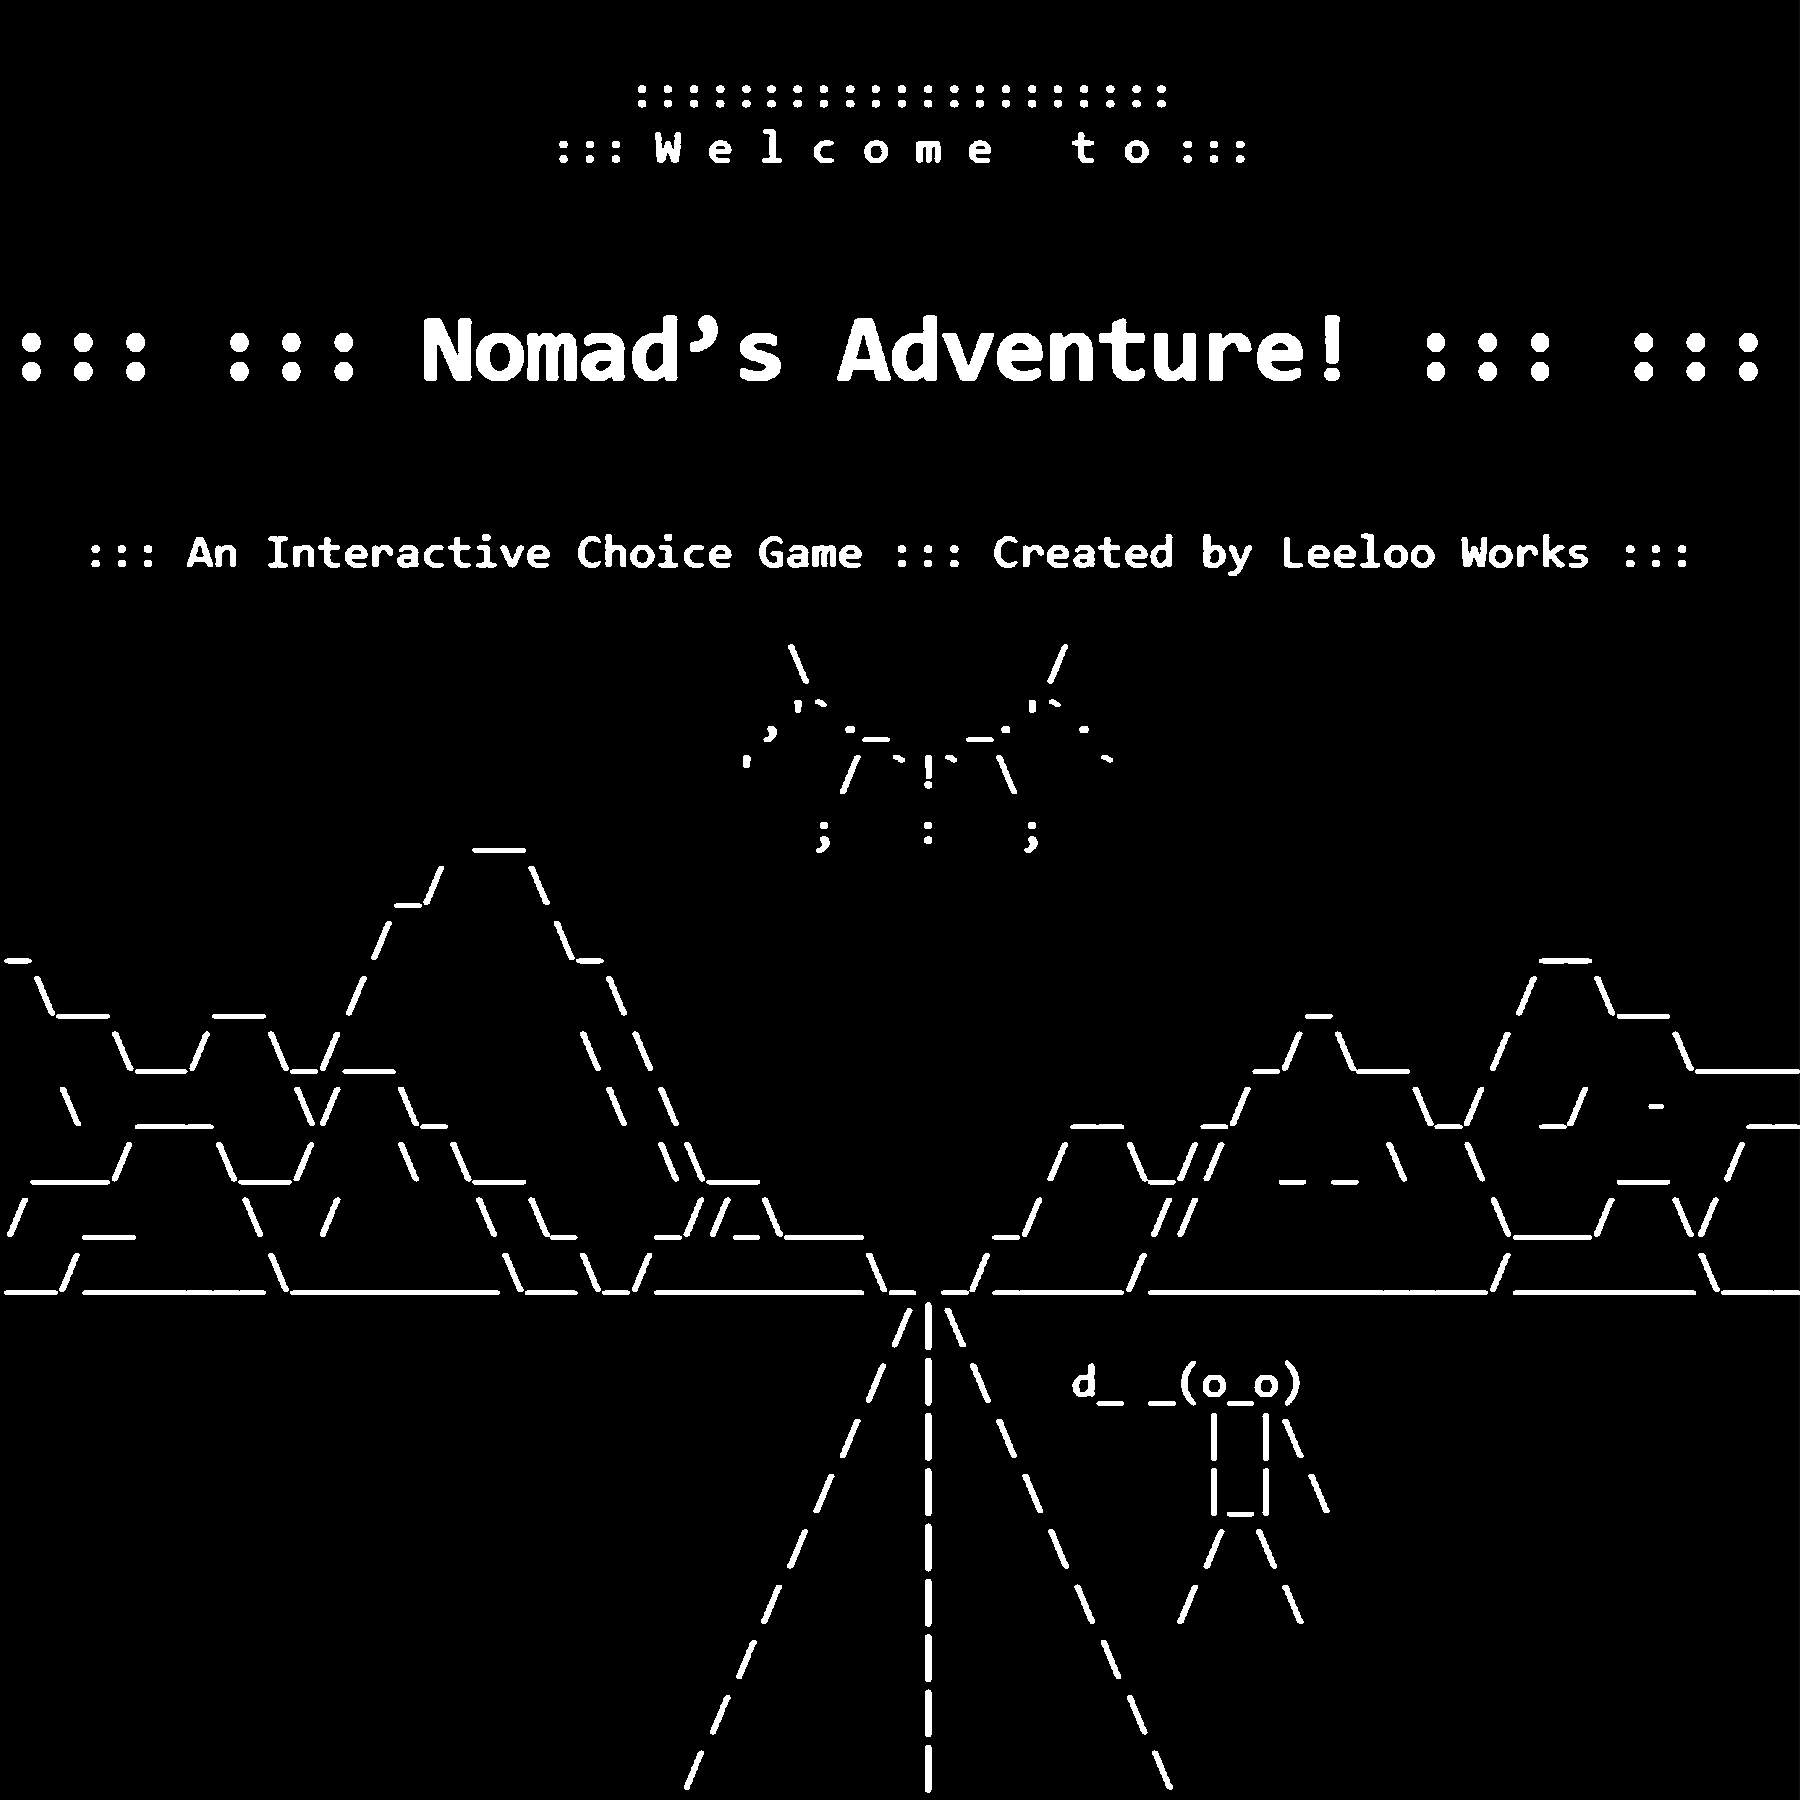 ::: W e l c o m e  t o :::
::: ::: Nomad’s Adventure! ::: :::
::: An Interactive Choice Game ::: Created by Leeloo Works :::